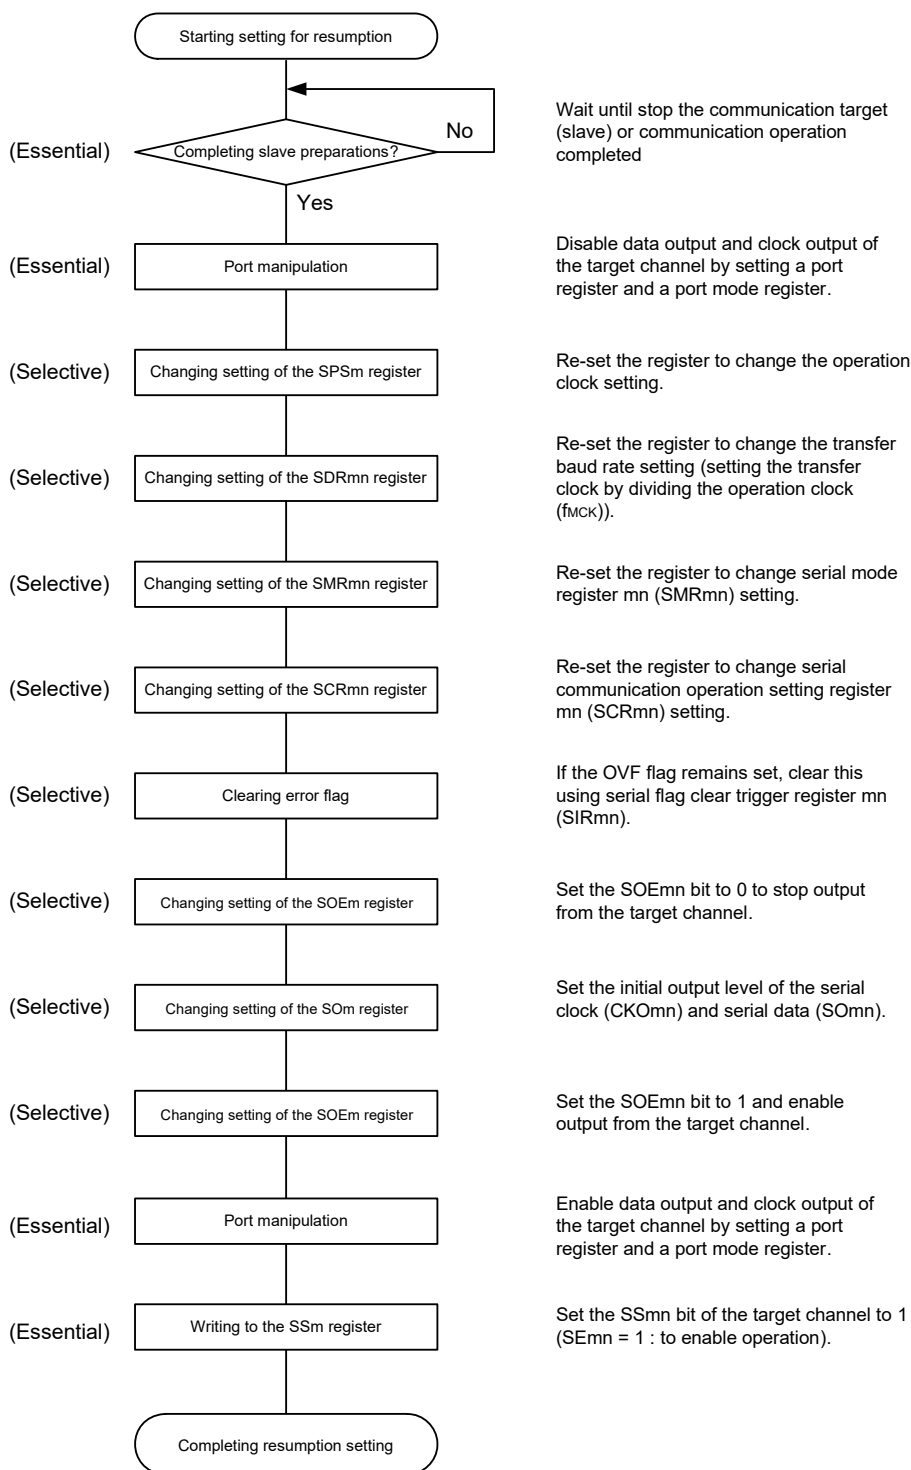 Starting setting for resumption
No
(Essential)
Completing slave preparations?
Wait until stop the communication target
(slave) or communication operation
completed
Yes
(Essential)
Port manipulation
Disable data output and clock output of
the target channel by setting a port
register and a port mode register.
(Selective)
Changing setting of the SPSm register
Re-set the register to change the operation
clock setting.
(Selective)
Changing setting of the SDRmn register
Re-set the register to change the transfer
baud rate setting (setting the transfer
clock by dividing the operation clock
(fMCK)).
(Selective)
Changing setting of the SMRmn register
Re-set the register to change serial mode
register mn (SMRmn) setting.
(Selective)
Changing setting of the SCRmn register
Re-set the register to change serial
communication operation setting register
mn (SCRmn) setting.
(Selective)
Clearing error flag
If the OVF flag remains set, clear this
using serial flag clear trigger register mn
(SIRmn).
(Selective)
Changing setting of the SOEm register
Set the SOEmn bit to 0 to stop output
from the target channel.
(Selective)
Changing setting of the SOm register
Set the initial output level of the serial
clock (CKOmn) and serial data (SOmn).
(Selective)
Changing setting of the SOEm register
Set the SOEmn bit to 1 and enable
output from the target channel.
(Essential)
Port manipulation
Enable data output and clock output of
the target channel by setting a port
register and a port mode register.
(Essential)
Writing to the SSm register
Set the SSmn bit of the target channel to 1
(SEmn = 1 : to enable operation).
Completing resumption setting